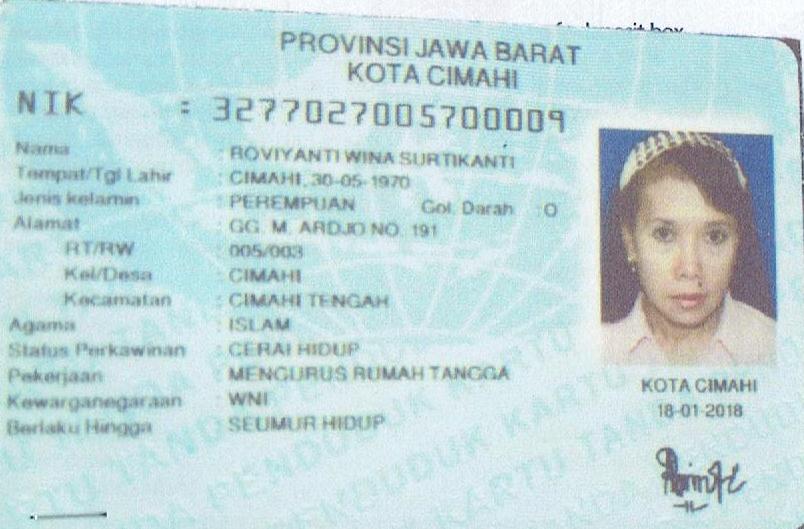 PROVINSI JAWA BARAT
KOTA CIMAHI
NIK : 3277027005700009
Nama : ROVIYANTI WINA SURTIKANTI
Tempat/Tgl Lahir : CIMAHI, 30-05-1970
Jenis kelamin : PEREMPUAN Gol. Darah : O
Alamat : GG. M. ARDJO NO. 191
RT/RW : 005/003
Kel/Desa : CIMAHI
Kecamatan : CIMAHI TENGAH
Agama : ISLAM
Status Perkawinan : CERAI HIDUP
Pekerjaan : MENGURUS RUMAH TANGGA
Kewarganegaraan : WNI
Berlaku Hingga : SEUMUR HIDUP
KOTA CIMAHI
18-01-2018